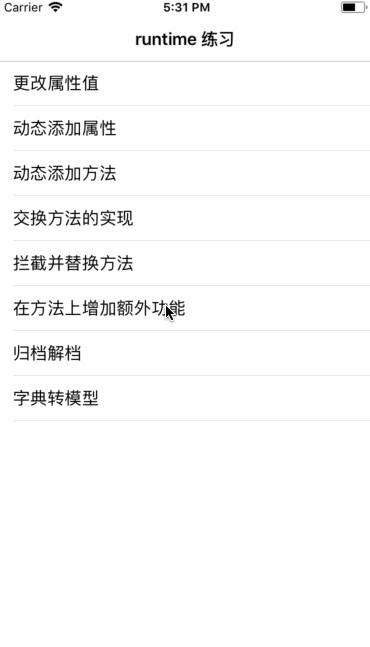 Carrier 5:31 PM
runtime 练习
更改属性值
动态添加属性
动态添加方法
交换方法的实现
拦截并替换方法
在方法上增加额外功能
归档解档
字典转模型